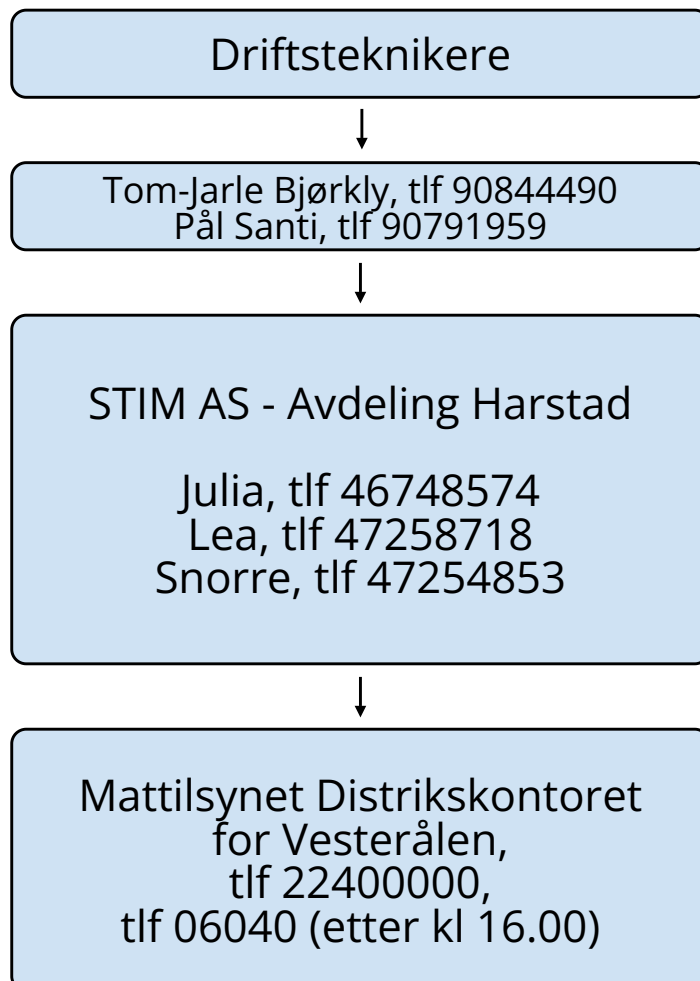 Driftsteknikere
Tom-Jarle Bjørkly, tlf 90844490
Pål Santi, tlf 90791959
STIM AS - Avdeling Harstad
Julia, tlf 46748574
Lea, tlf 47258718
Snorre, tlf 47254853
Mattilsynet Distrikskontoret
for Vesterålen,
tlf 22400000,
tlf 06040 (etter kl 16.00)